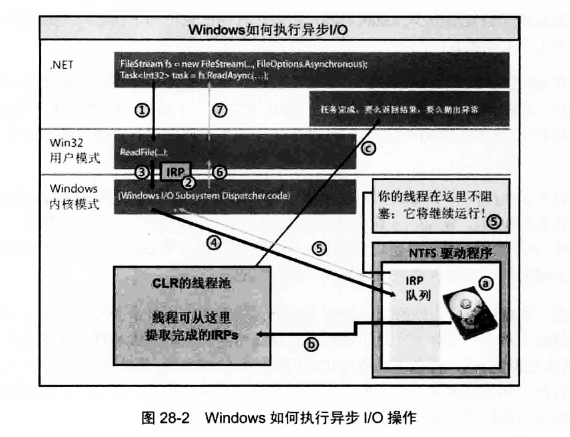 Windows如何执行异步I/O
.NET
FileStream fs = new FileStream(..., FileOptions.Asynchronous);
Task<Int32> task = fs.ReadAsync(...);
① ⑦
任务完成，要么返回结果，要么抛出异常
ⓒ
Win32
用户模式
ReadFile(...);
③ IRP ② ⑥
Windows
内核模式
(Windows I/O Subsystem Dispatcher code)
你的线程在这里不阻
塞；它将继续运行！
⑤
④ ⑤
NTFS 驱动程序
IRP
队列
ⓐ
CLR的线程池
线程可从这里
提取完成的IRPs
ⓑ
图 28-2 Windows 如何执行异步 I/O 操作